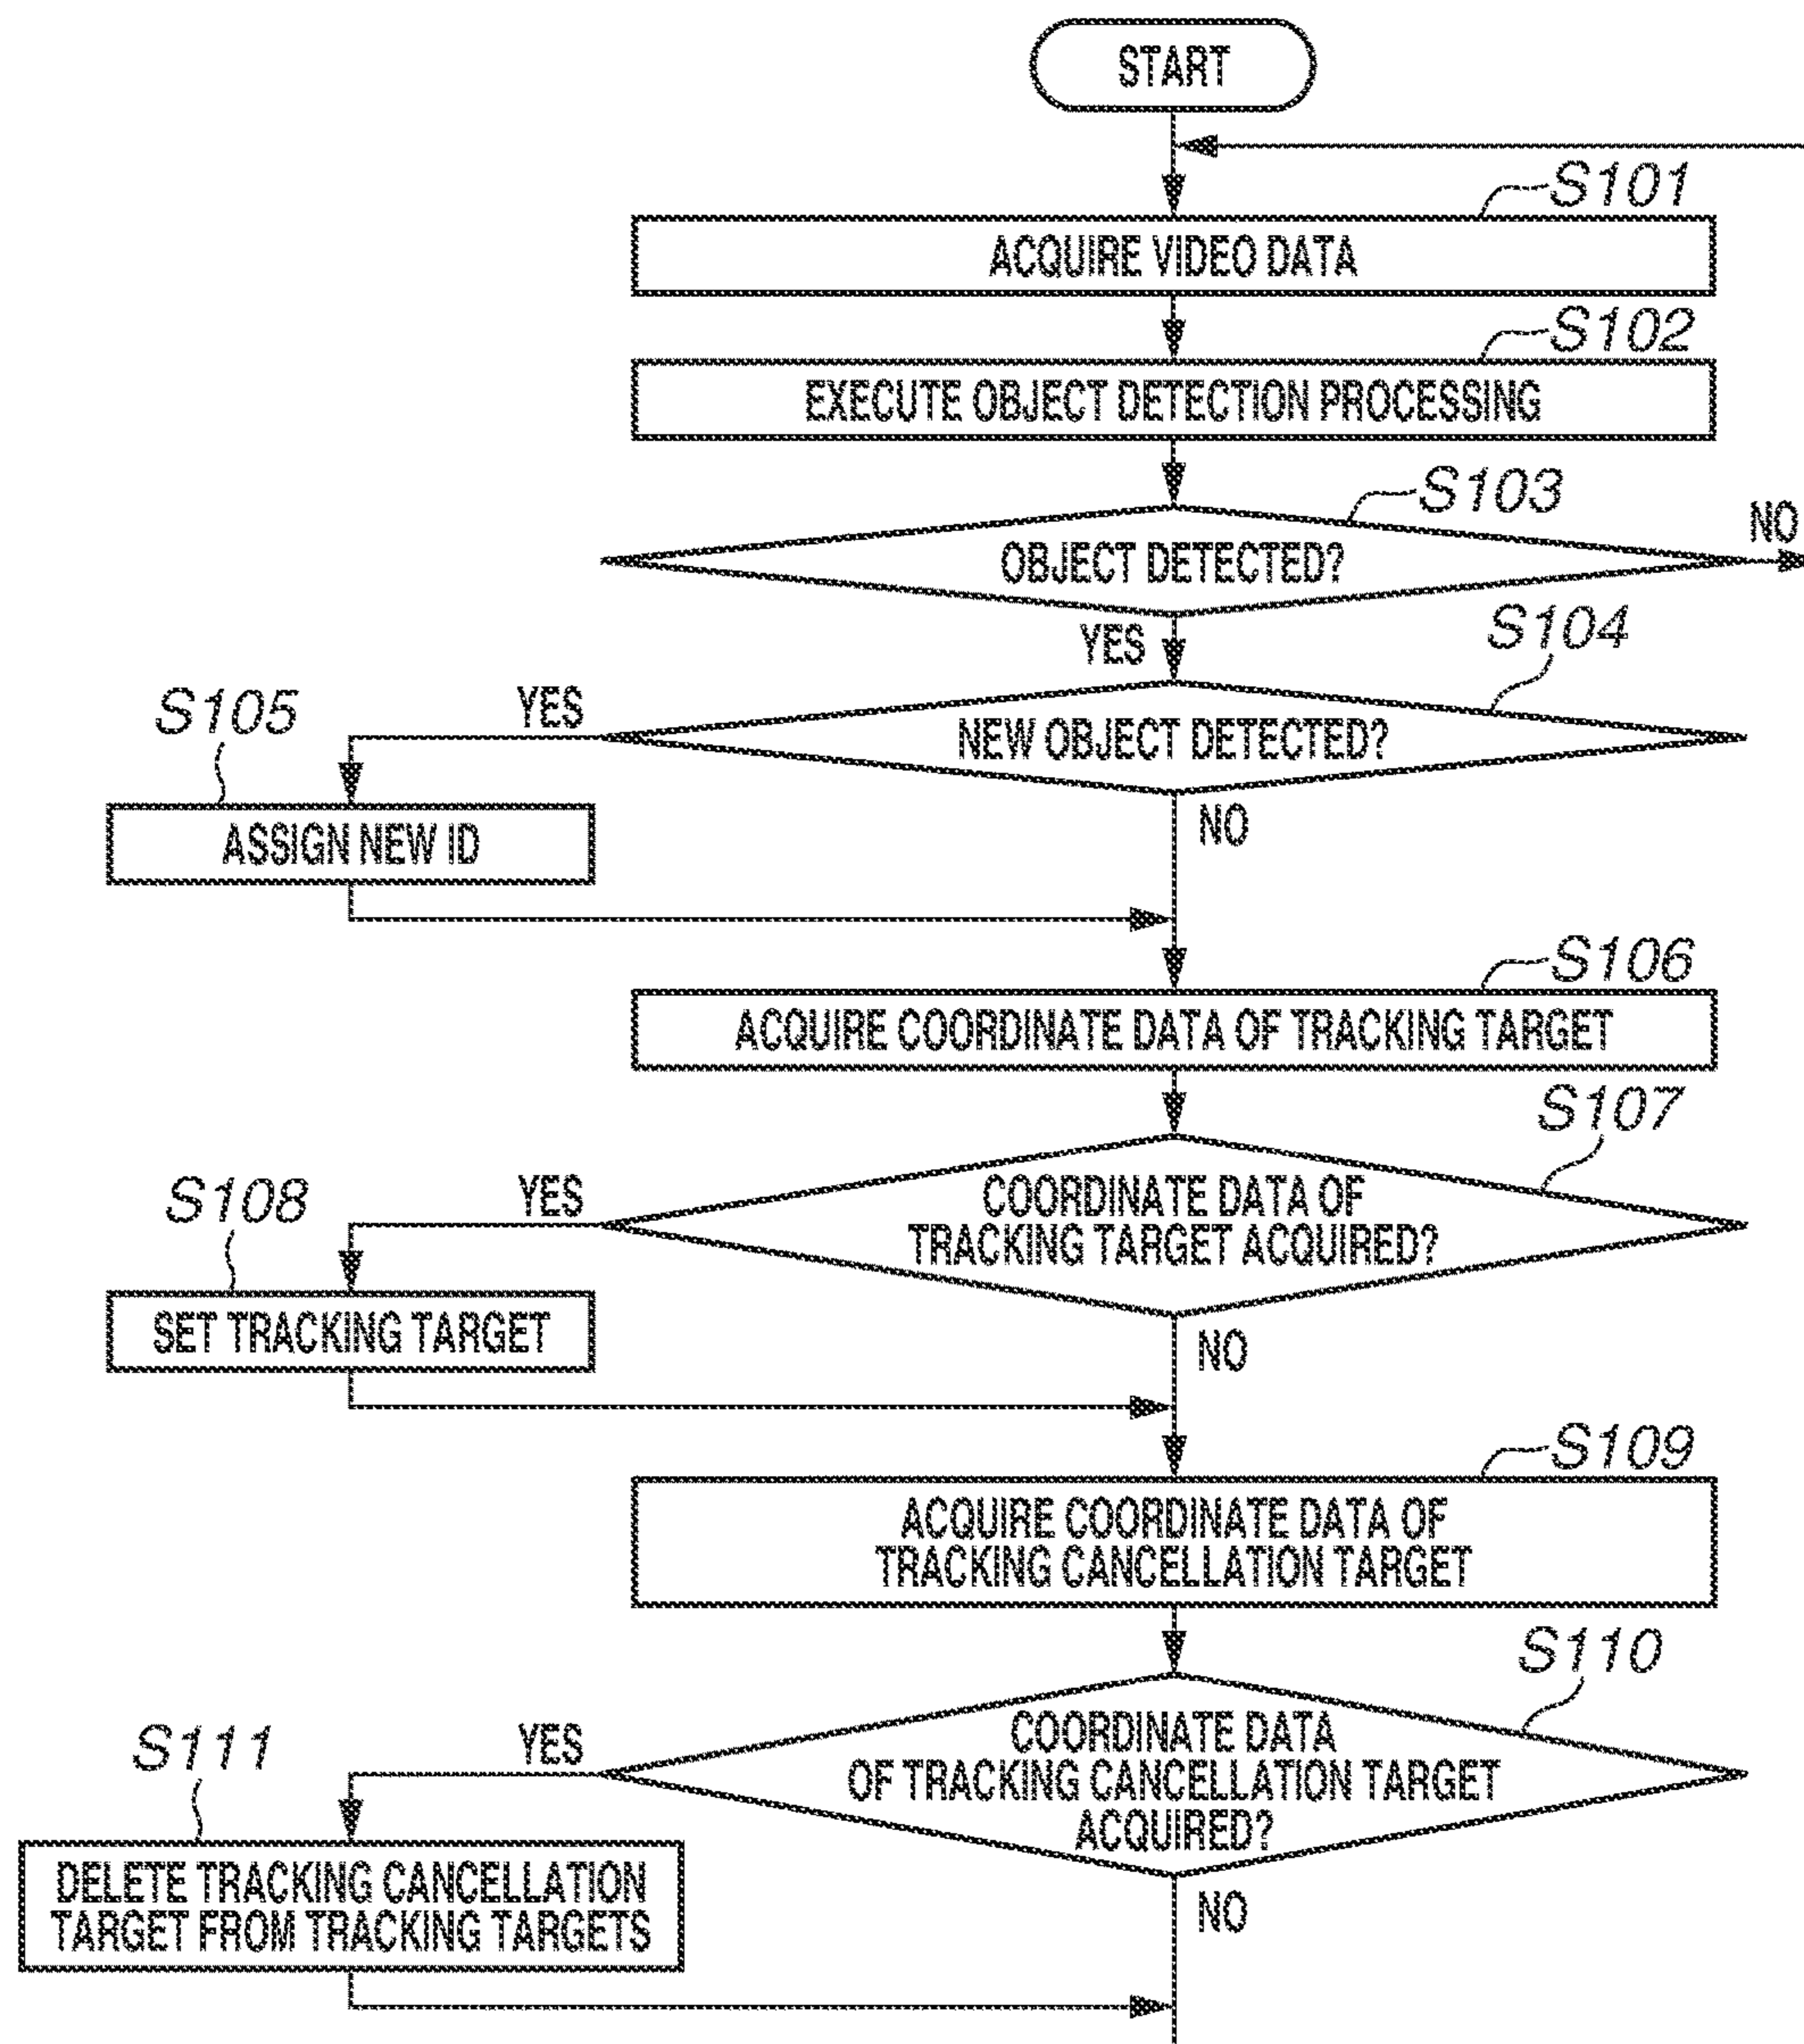 START
S101
ACQUIRE VIDEO DATA
S102
EXECUTE OBJECT DETECTION PROCESSING
S103
OBJECT DETECTED?
NO
YES
S104
NEW OBJECT DETECTED?
YES
S105
ASSIGN NEW ID
NO
S106
ACQUIRE COORDINATE DATA OF TRACKING TARGET
S107
COORDINATE DATA OF
TRACKING TARGET ACQUIRED?
YES
S108
SET TRACKING TARGET
NO
S109
ACQUIRE COORDINATE DATA OF
TRACKING CANCELLATION TARGET
S110
COORDINATE DATA
OF TRACKING CANCELLATION TARGET
ACQUIRED?
YES
S111
DELETE TRACKING CANCELLATION
TARGET FROM TRACKING TARGETS
NO